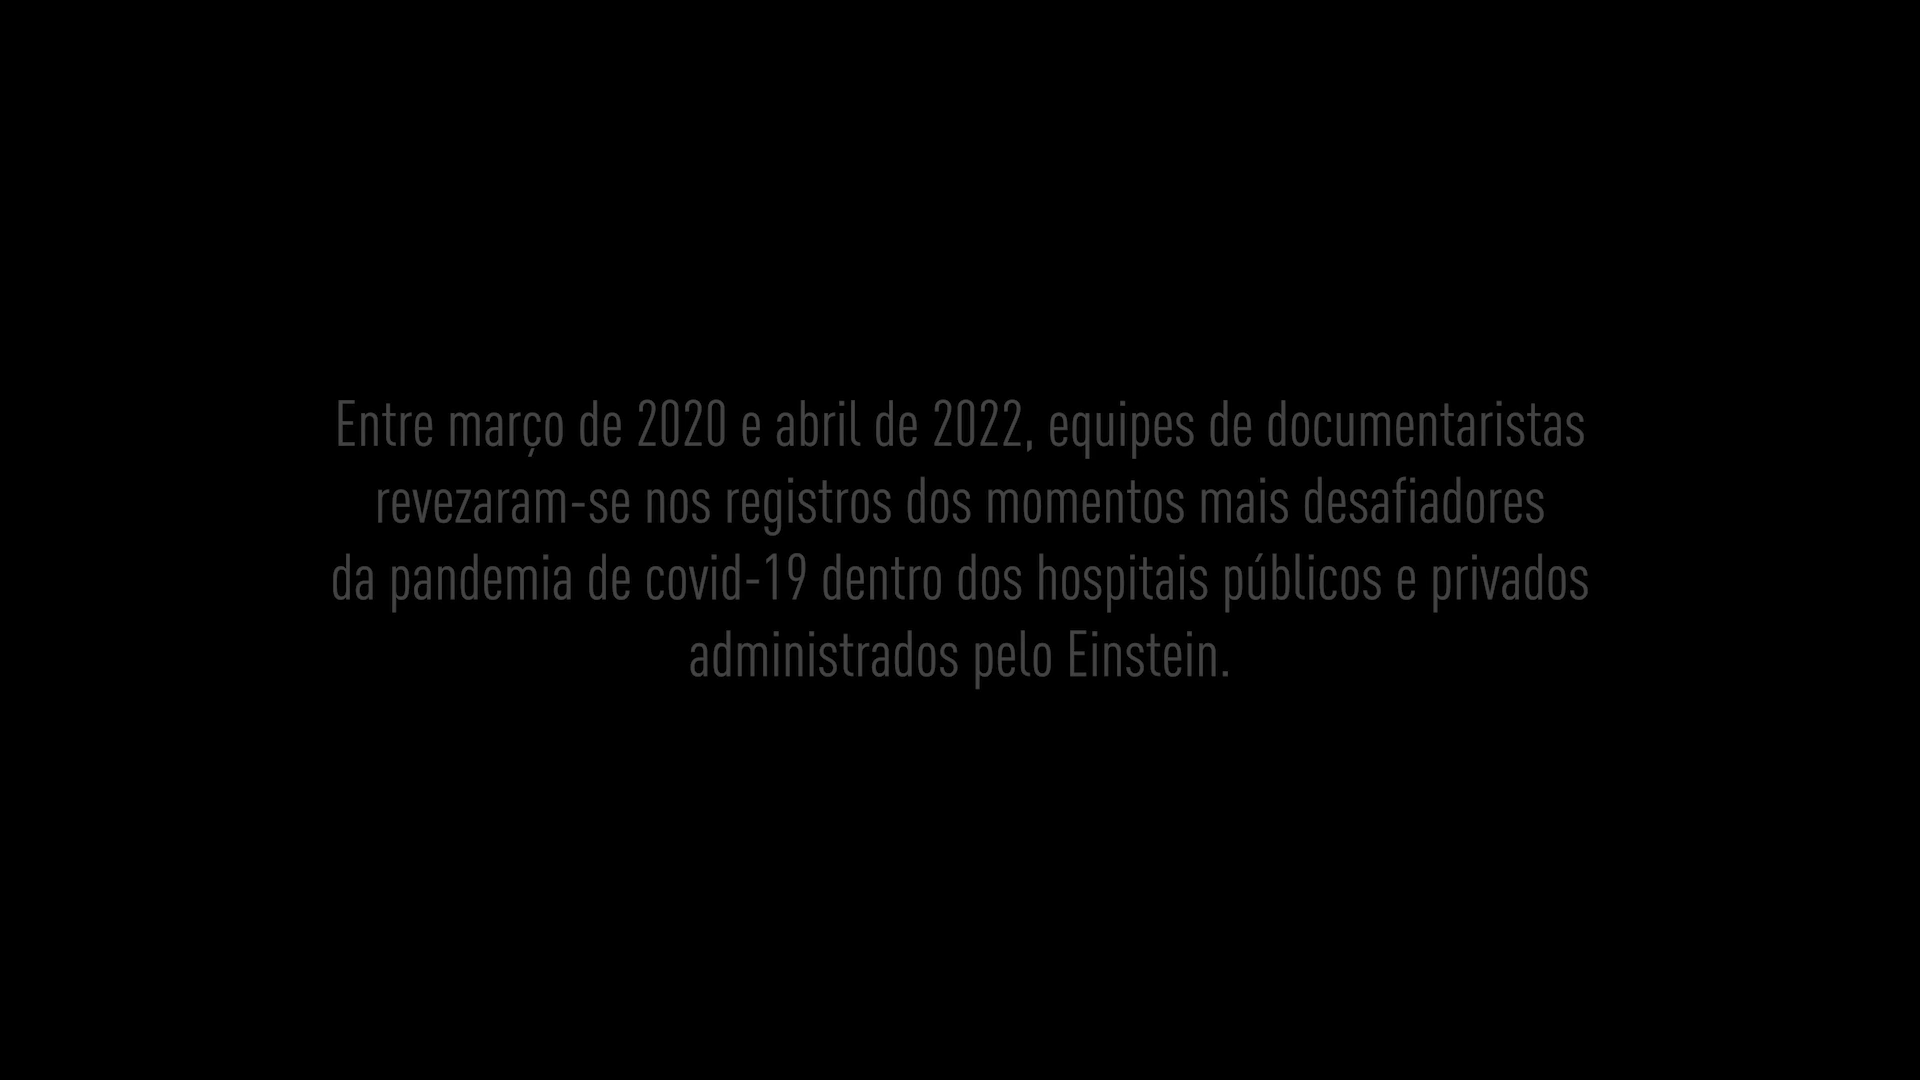 Entre março de 2020 e abril de 2022, equipes de documentaristas
revezaram-se nos registros dos momentos mais desafiadores
da pandemia de covid-19 dentro dos hospitais públicos e privados
administrados pelo Einstein.